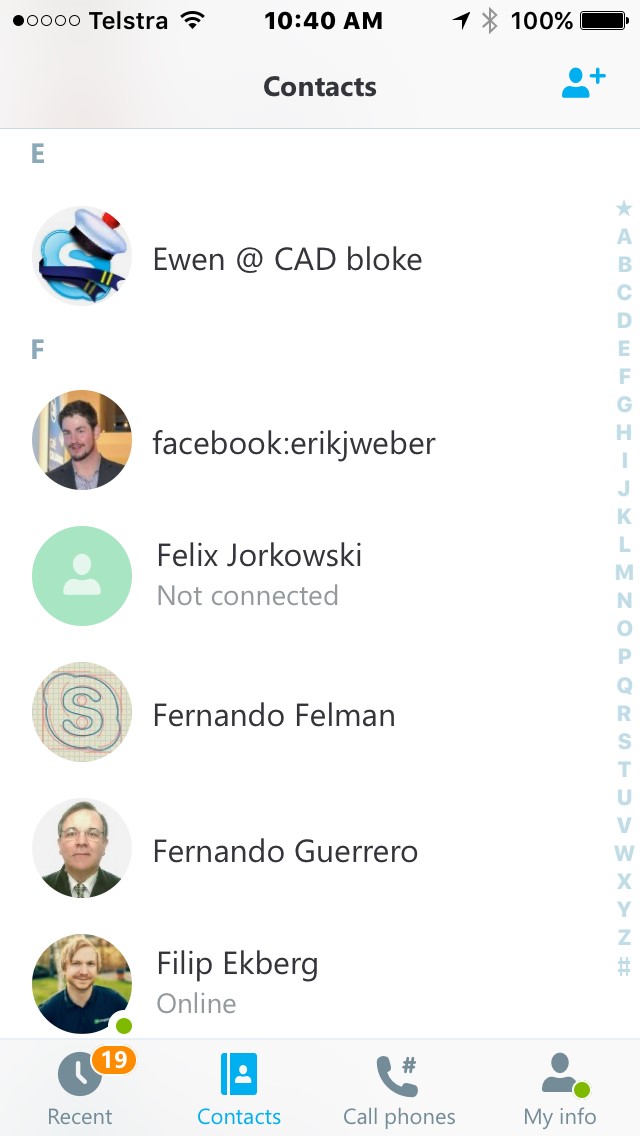 Telstra 10:40 AM 100%
Contacts
E
Ewen @ CAD bloke
F
facebook:erikjweber
Felix Jorkowski
Not connected
Fernando Felman
Fernando Guerrero
Filip Ekberg
Online
★
A
B
C
D
E
F
G
H
I
J
K
L
M
N
O
P
Q
R
S
T
U
V
W
X
Y
Z
#
19
Recent
Contacts
Call phones
My info